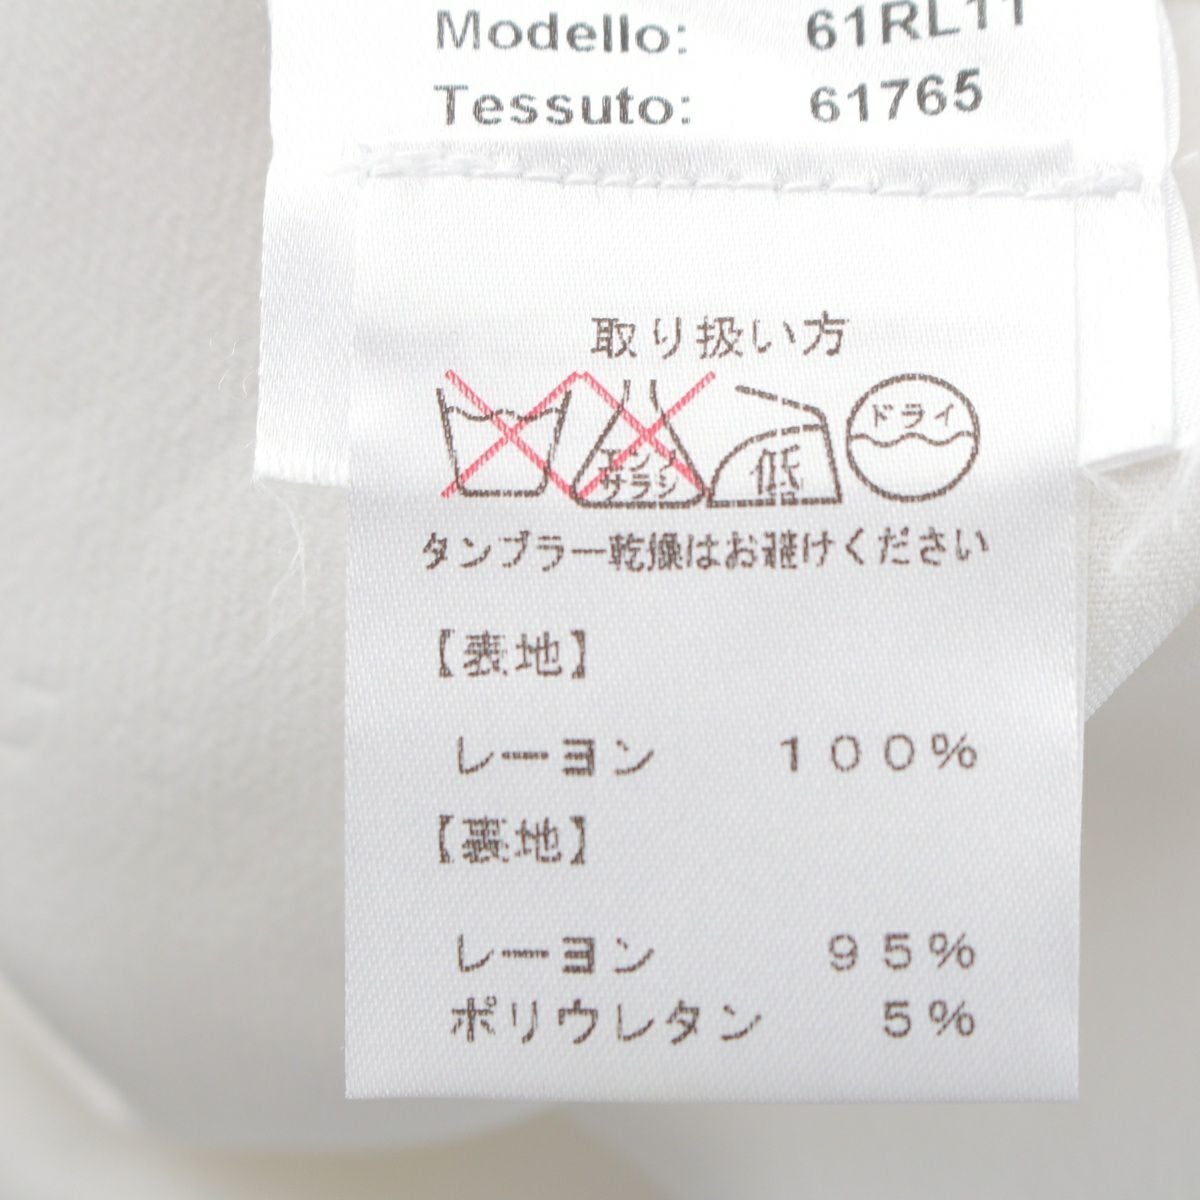 Modello: 61RL11
Tessuto: 61765
取り扱い方
エンソ
サラシ
低
ドライ
タンブラー乾燥はお避けください
【表地】
レーヨン 100%
【裏地】
レーヨン 95%
ポリウレタン 5%